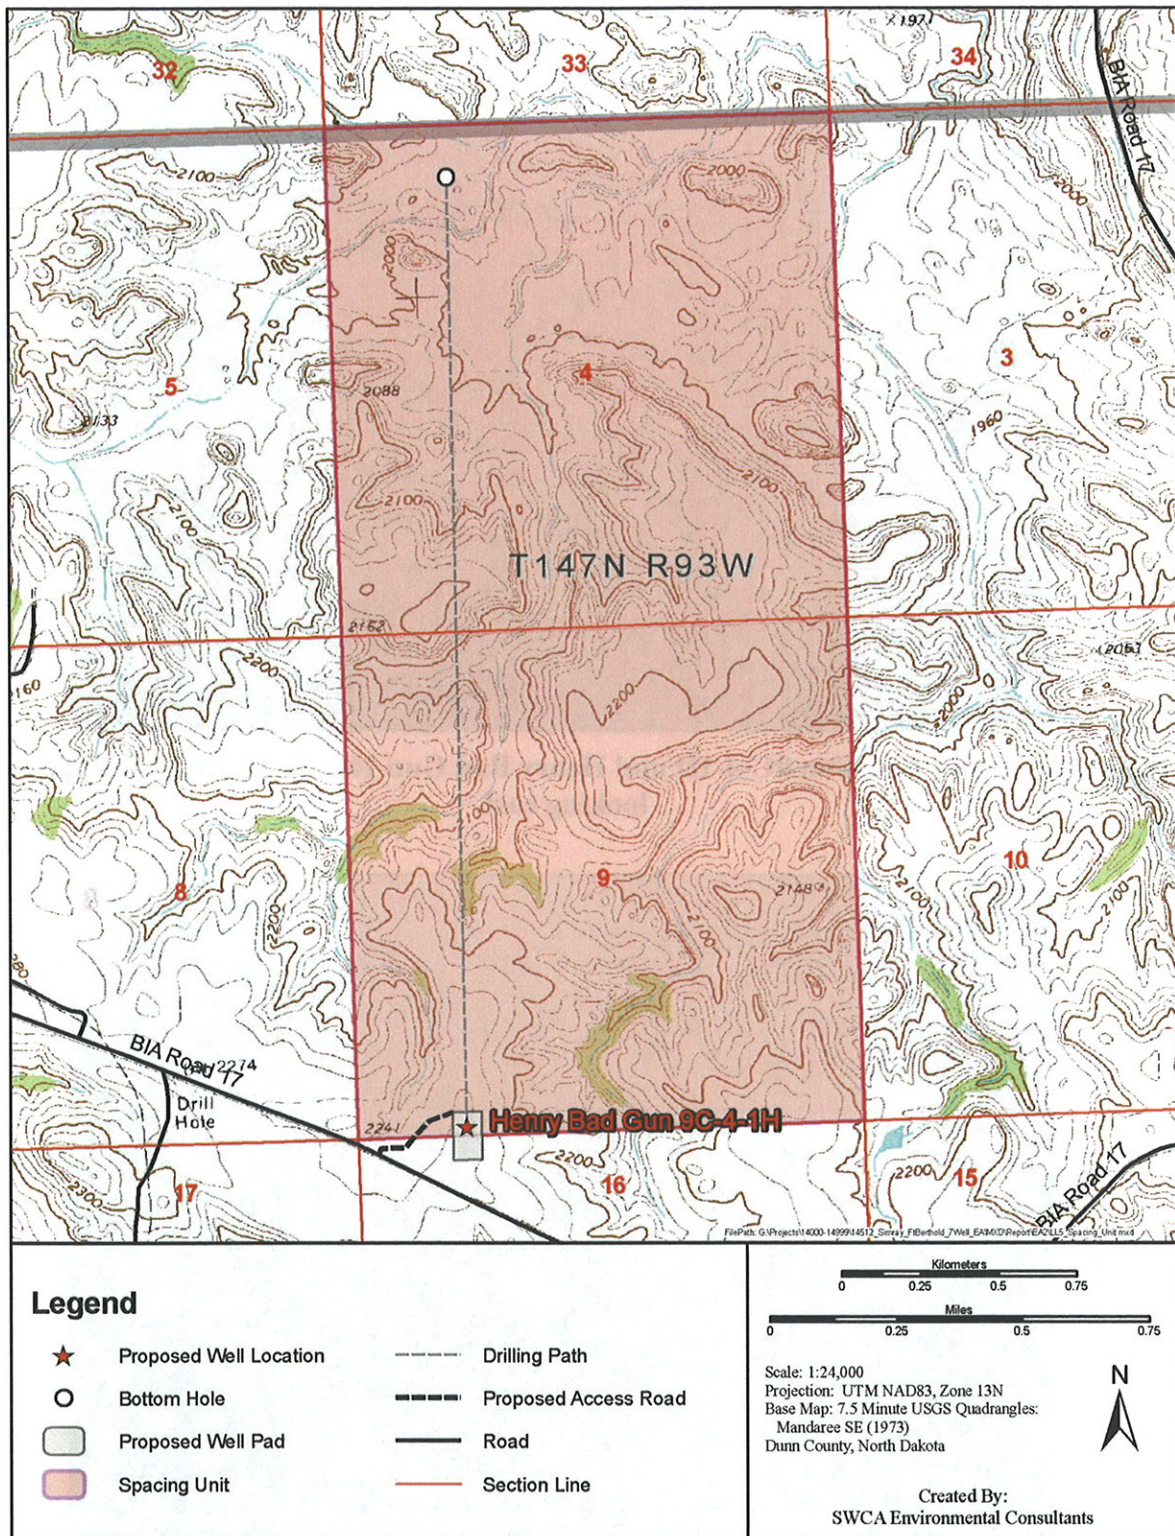 32
33
34
1971
BIA Road 17
2100
2000
2000
2000
5
4
3
2088
2133
1960
2100
2100
2100
T147N R93W
2162
2200
2053
160
2200
2000
2100
8
9
10
2148
2100
2100
2100
2200
280
BIA Road 17
2274
Drill
Hole
2241
Henry Bad Gun 9C-4-1H
2200
2200
2300
17
16
15
BIA Road 17
Legend
Proposed Well Location
Drilling Path
Bottom Hole
Proposed Access Road
Proposed Well Pad
Road
Spacing Unit
Section Line
Kilometers
0 0.25 0.5 0.75
Miles
0 0.25 0.5 0.75
Scale: 1:24,000
Projection: UTM NAD83, Zone 13N
Base Map: 7.5 Minute USGS Quadrangles:
Mandaree SE (1973)
Dunn County, North Dakota
N
Created By:
SWCA Environmental Consultants